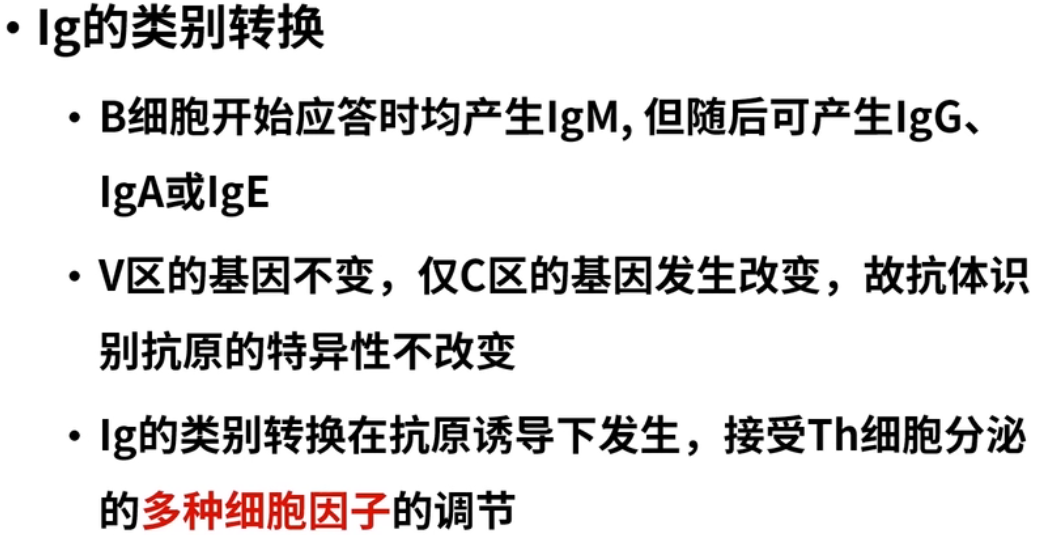 • Ig的类别转换
• B细胞开始应答时均产生IgM, 但随后可产生IgG、
IgA或IgE
• V区的基因不变，仅C区的基因发生改变，故抗体识
别抗原的特异性不改变
• Ig的类别转换在抗原诱导下发生，接受Th细胞分泌
的多种细胞因子的调节